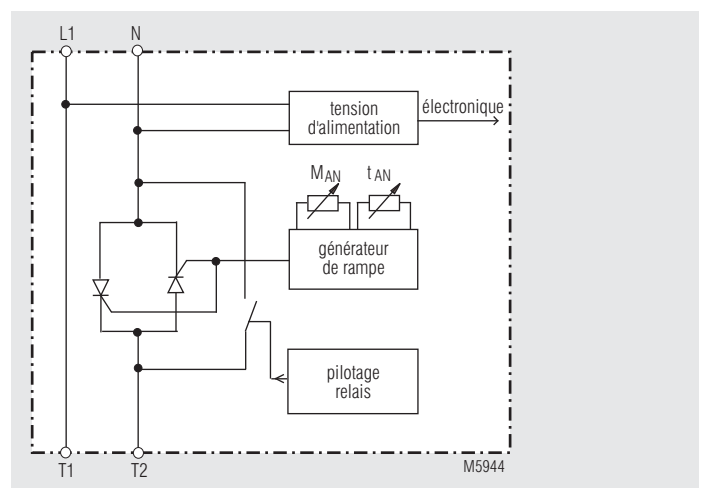 L1 N
tension
d'alimentation
électronique
MAN tAN
générateur
de rampe
pilotage
relais
T1 T2
M5944